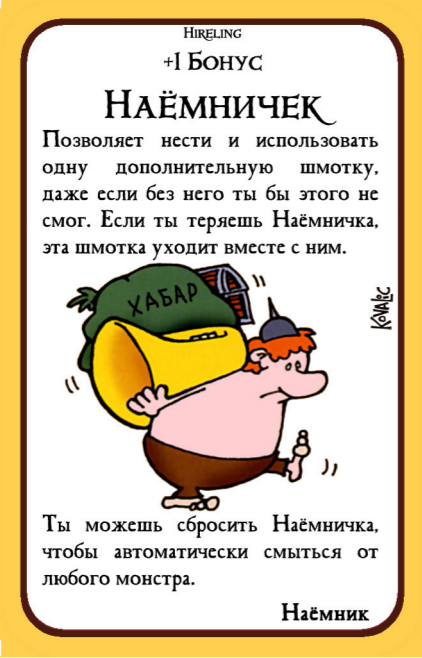 Hireling
+1 Бонус
Наёмничек
Позволяет нести и использовать
одну дополнительную шмотку,
даже если без него ты бы этого не
смог. Если ты теряешь Наёмничка,
эта шмотка уходит вместе с ним.
ХАБАР
Kovalic
Ты можешь сбросить Наёмничка,
чтобы автоматически смыться от
любого монстра.
Наёмник